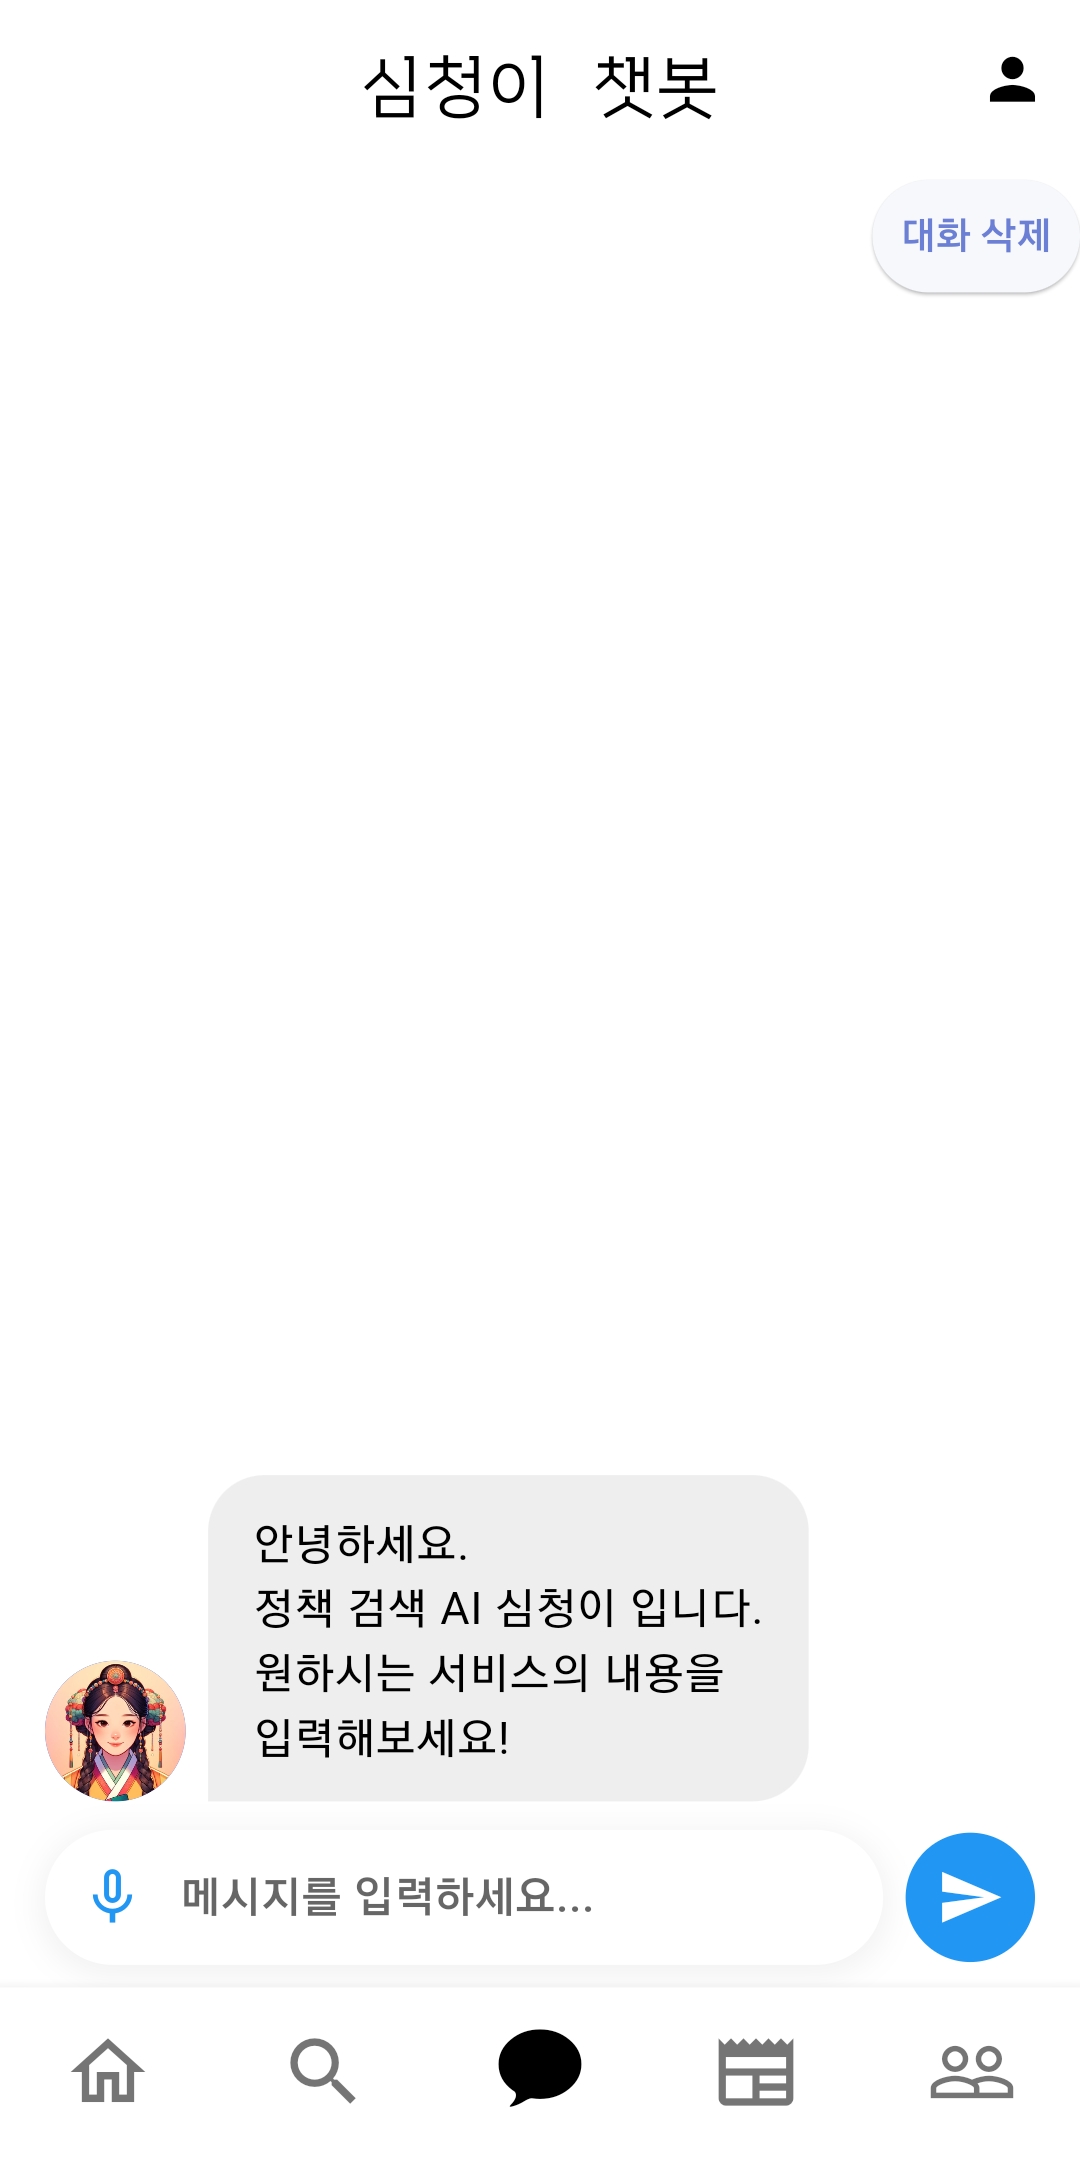 심청이 챗봇
대화 삭제
안녕하세요.
정책 검색 AI 심청이 입니다.
원하시는 서비스의 내용을
입력해보세요!
메시지를 입력하세요...